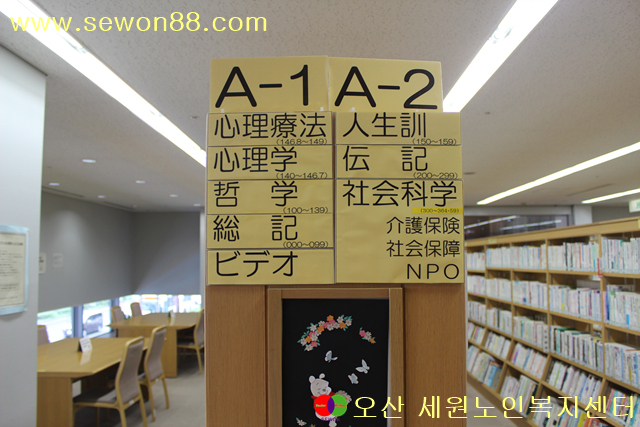 www.sewon88.com
A-1
心理療法
(146.8~149)
心理学
(140~146.7)
哲学
(100~139)
総記
(000~099)
ビデオ
A-2
人生訓
(150~159)
伝記
(200~299)
社会科学
介護保険
社会保障
NPO
오산 세원노인복지센터